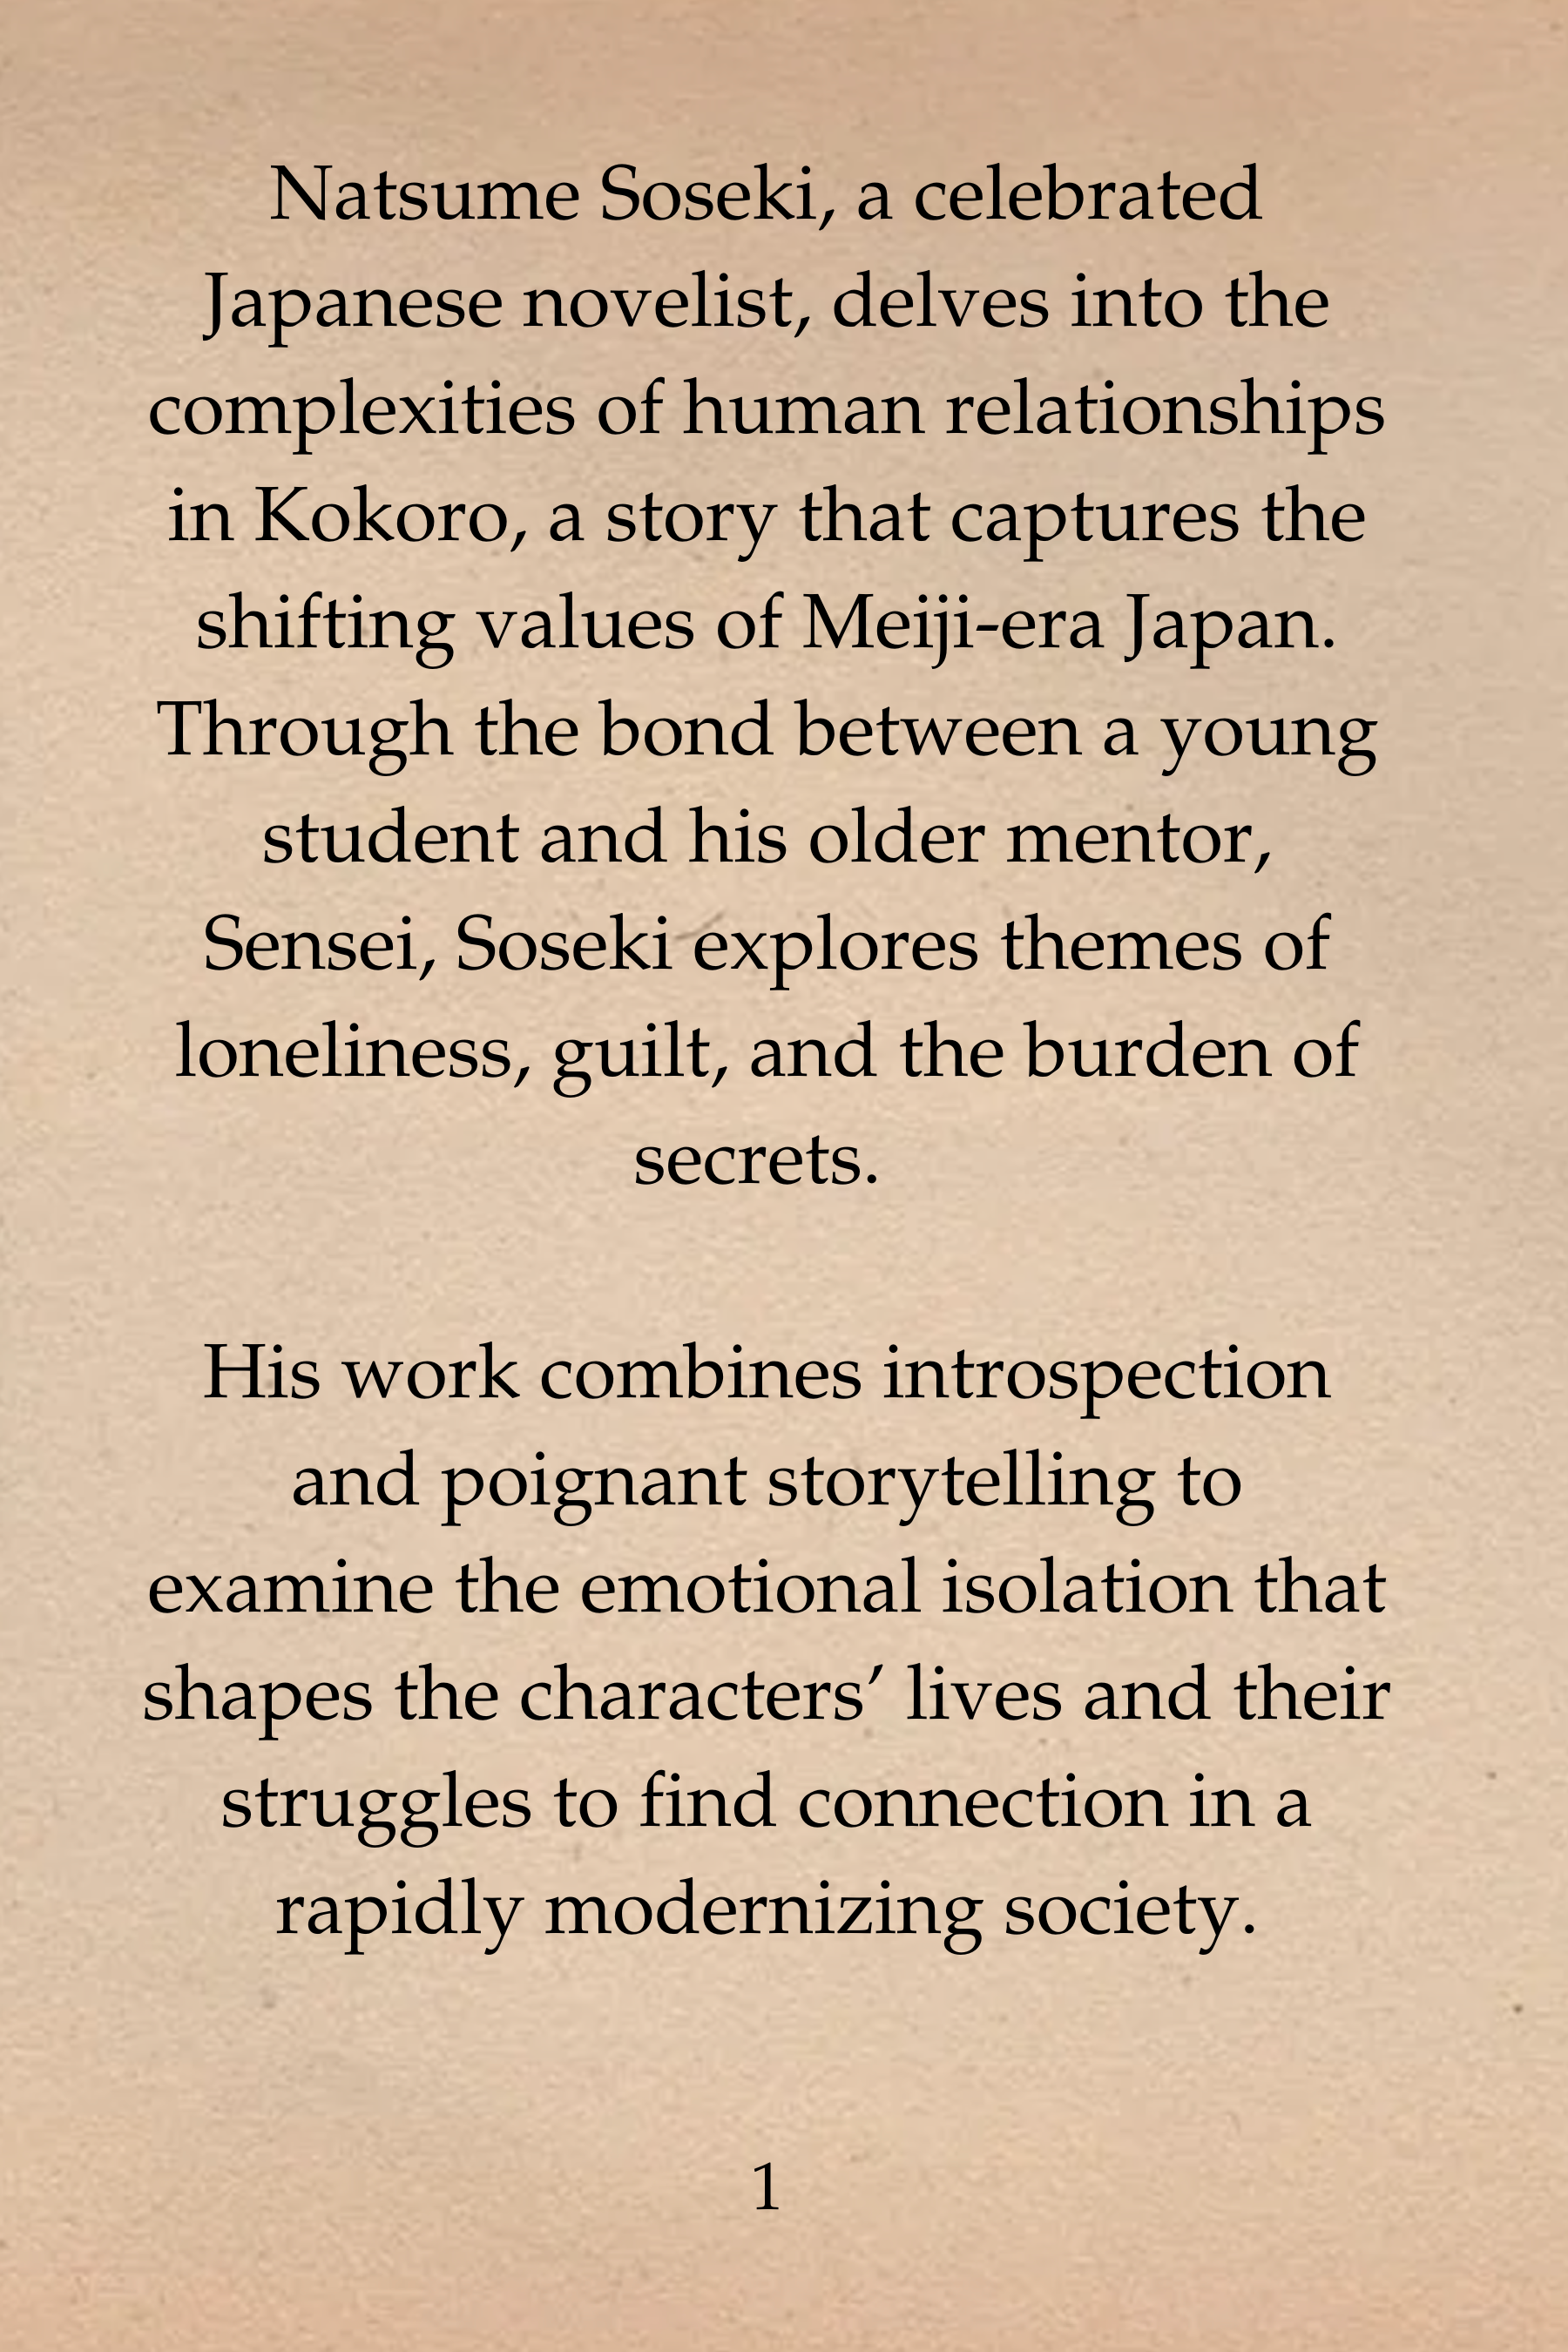 Natsume Soseki, a celebrated
Japanese novelist, delves into the
complexities of human relationships
in Kokoro, a story that captures the
shifting values of Meiji-era Japan.
Through the bond between a young
student and his older mentor,
Sensei, Soseki explores themes of
loneliness, guilt, and the burden of
secrets.
His work combines introspection
and poignant storytelling to
examine the emotional isolation that
shapes the characters’ lives and their
struggles to find connection in a
rapidly modernizing society.
1